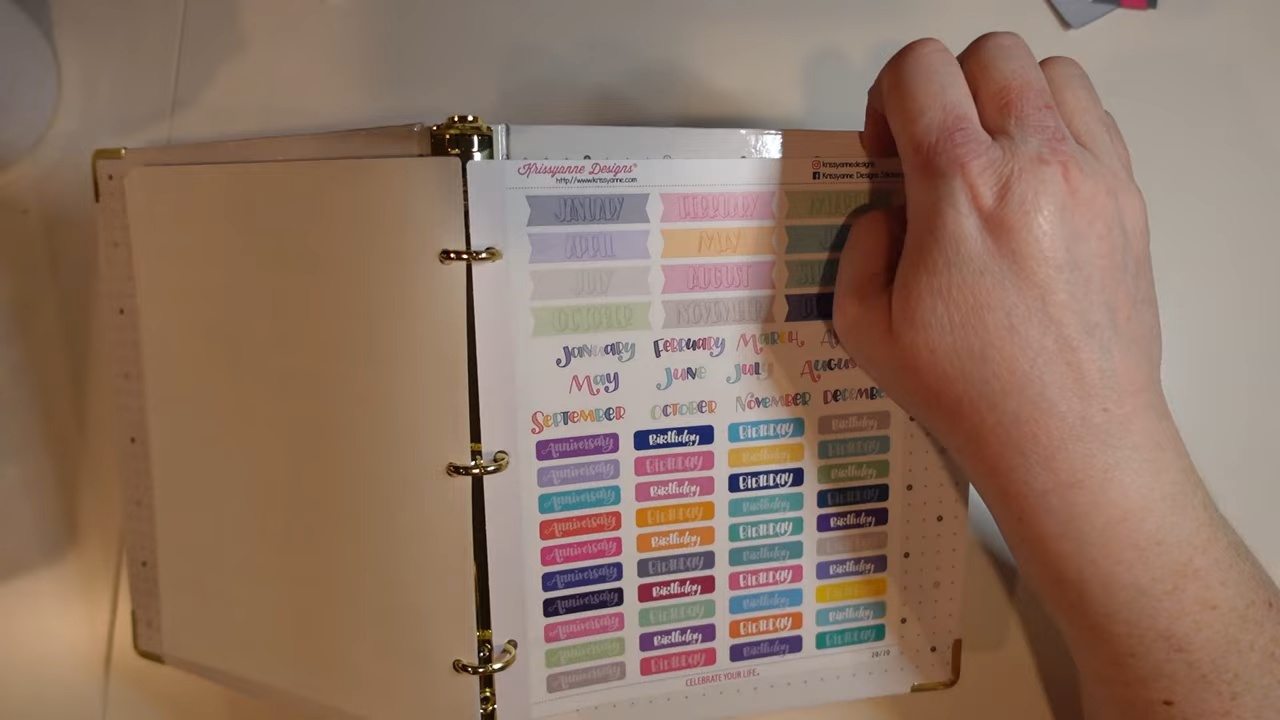 Krissyanne Designs®
http://www.krissyanne.com
krissyannedesigns
Krissyanne Designs
JANUARY FEBRUARY MARCH
APRIL MAY
JULY AUGUST
OCTOBER NOVEMBER
January February March
May June July August
September October November December
Anniversary Birthday Birthday Birthday
Anniversary Birthday Birthday Birthday
Anniversary Birthday Birthday Birthday
Anniversary Birthday Birthday Birthday
Anniversary Birthday Birthday Birthday
Anniversary Birthday Birthday
Anniversary Birthday Birthday Birthday
Anniversary Birthday Birthday
Anniversary Birthday Birthday Birthday
Anniversary Birthday Birthday Birthday
20/20
CELEBRATE YOUR LIFE®